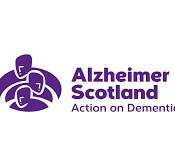 Alzheimer
Scotland
Action on Dementi